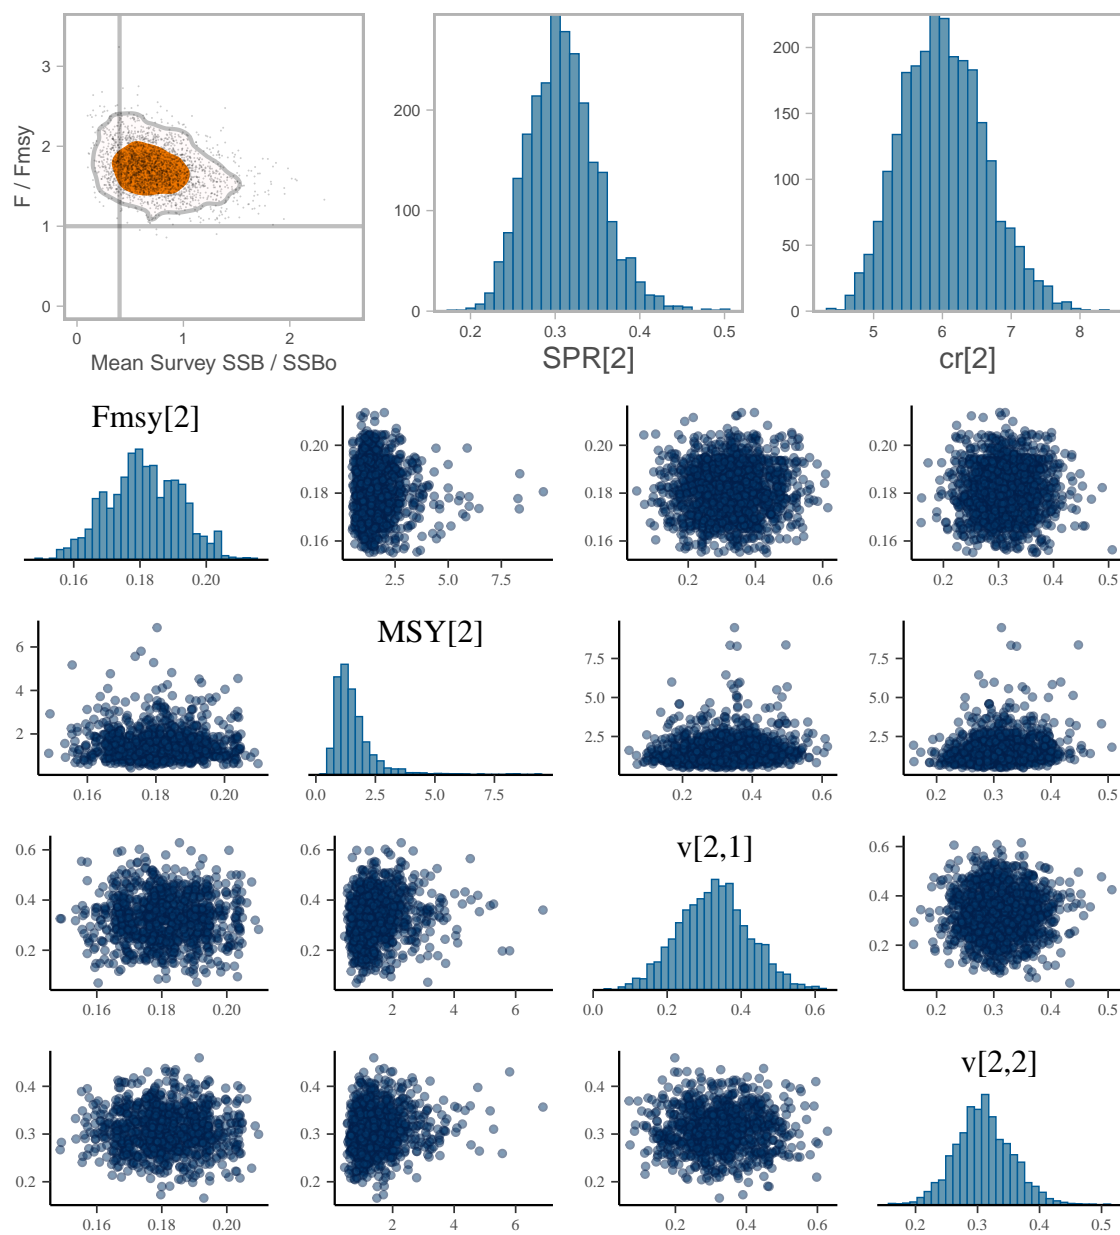 3
2
1
0
F / Fmsy
0 1 2
Mean Survey SSB / SSBo
200
100
0
0.2 0.3 0.4 0.5
SPR[2]
200
150
100
50
0
5 6 7 8
cr[2]
Fmsy[2]
0.16 0.18 0.20
0.20
0.18
0.16
2.5 5.0 7.5
0.20
0.18
0.16
0.2 0.4 0.6
0.20
0.18
0.16
0.2 0.3 0.4 0.5
6
4
2
0.16 0.18 0.20
MSY[2]
0.0 2.5 5.0 7.5
7.5
5.0
2.5
0.2 0.4 0.6
7.5
5.0
2.5
0.2 0.3 0.4 0.5
0.6
0.4
0.2
0.16 0.18 0.20
0.6
0.4
0.2
2 4 6
v[2,1]
0.0 0.2 0.4 0.6
0.6
0.4
0.2
0.2 0.3 0.4 0.5
0.4
0.3
0.2
0.16 0.18 0.20
0.4
0.3
0.2
2 4 6
0.4
0.3
0.2
0.2 0.4 0.6
v[2,2]
0.2 0.3 0.4 0.5